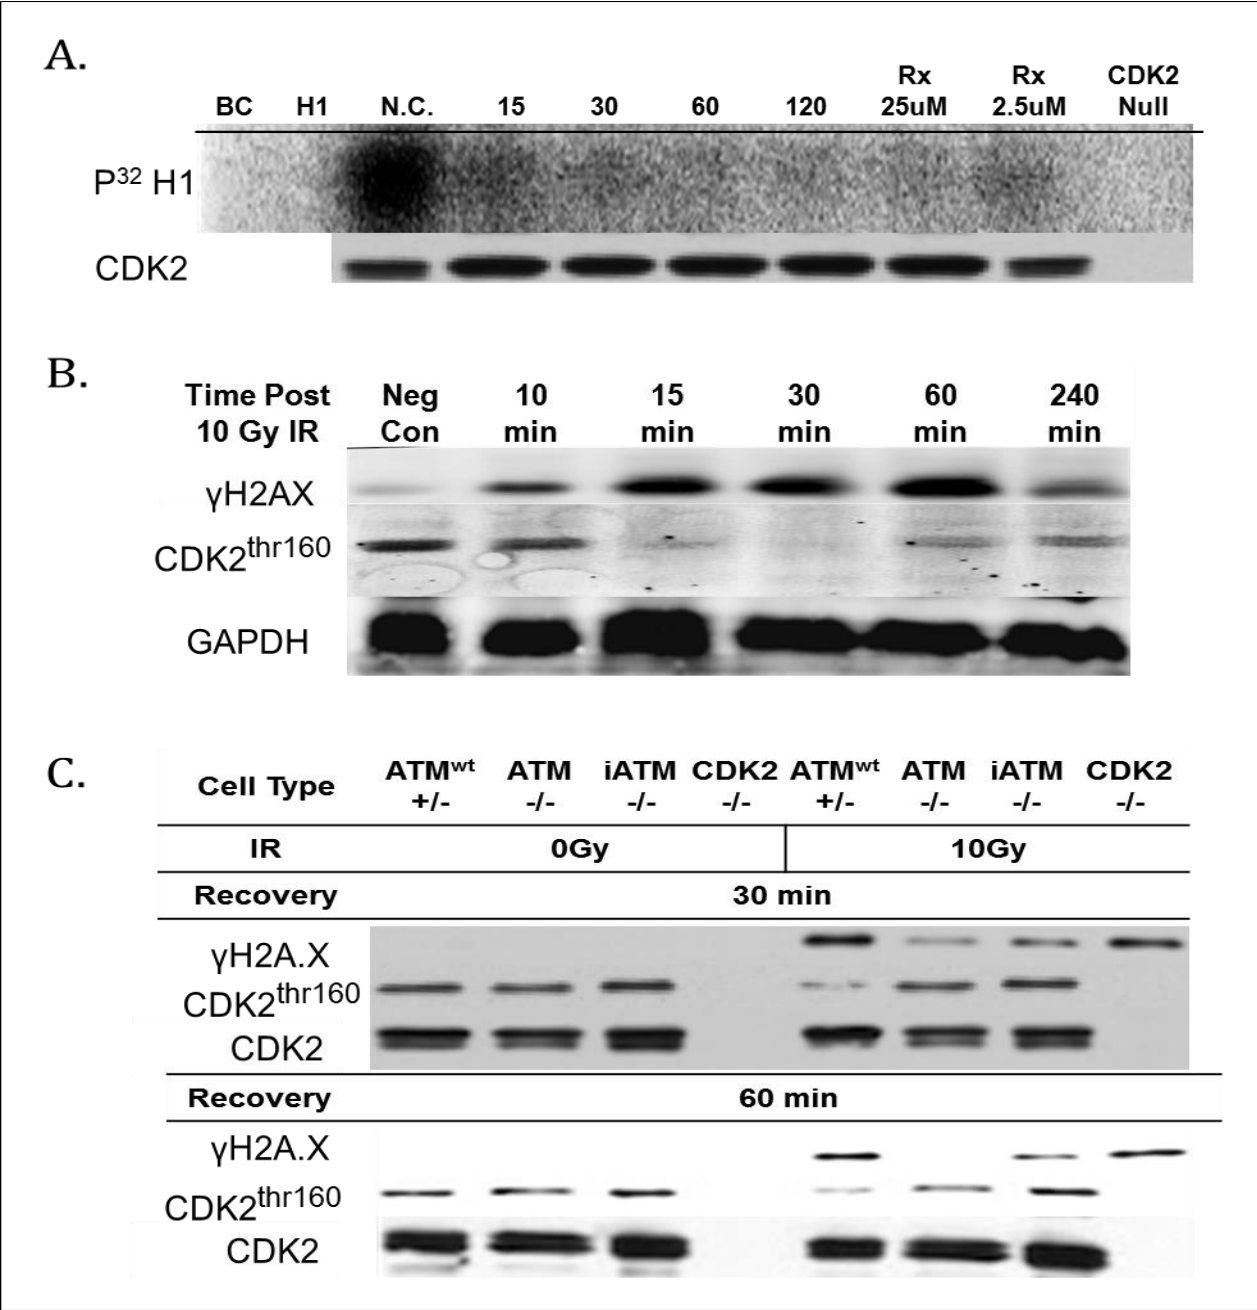 A.
BC H1 N.C. 15 30 60 120 Rx 25uM Rx 2.5uM CDK2 Null
P³² H1
CDK2
B.
Time Post 10 Gy IR Neg Con 10 min 15 min 30 min 60 min 240 min
γH2AX
CDK2ᵗʰʳ¹⁶⁰
GAPDH
C.
Cell Type ATMʷᵗ +/- ATM -/- iATM -/- CDK2 -/- ATMʷᵗ +/- ATM -/- iATM -/- CDK2 -/-
IR 0Gy 10Gy
Recovery 30 min
γH2A.X
CDK2ᵗʰʳ¹⁶⁰
CDK2
Recovery 60 min
γH2A.X
CDK2ᵗʰʳ¹⁶⁰
CDK2